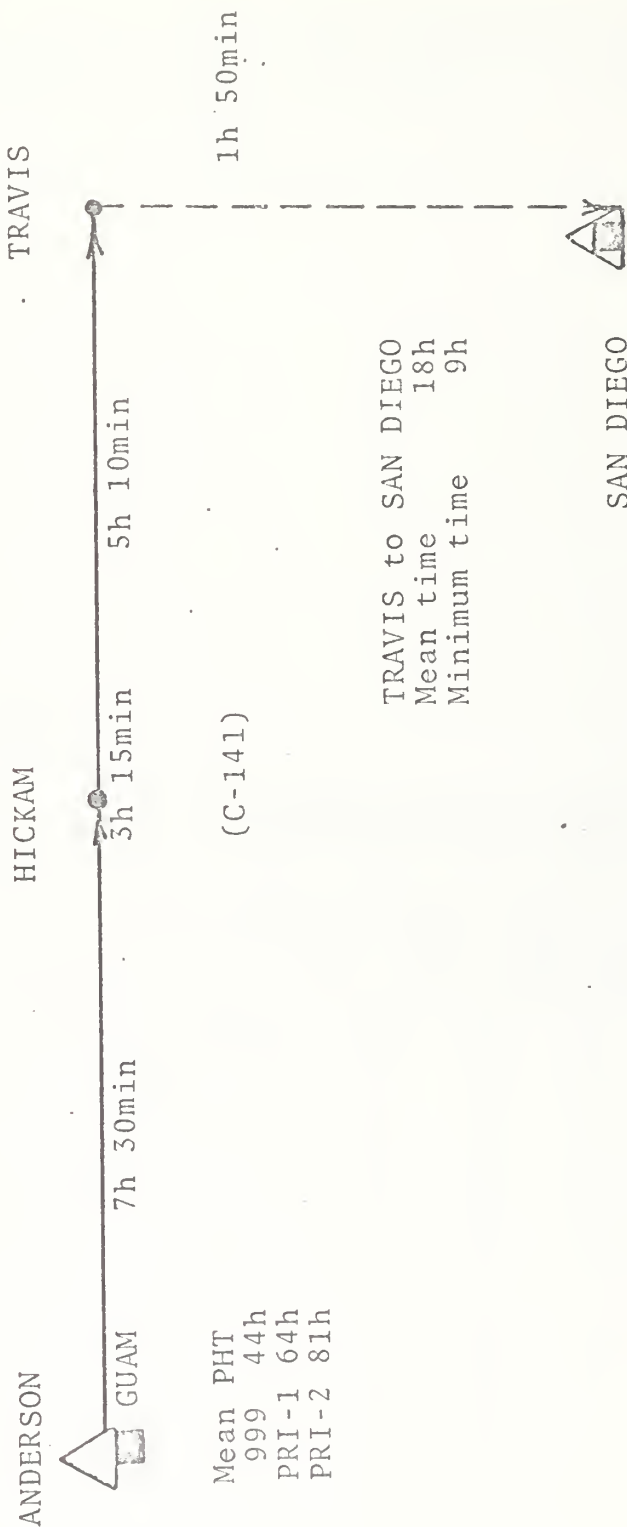 ANDERSON
GUAM
HICKAM
TRAVIS
7h 30min
3h 15min
5h 10min
1h 50min
(C-141)
Mean PHT
999 44h
PRI-1 64h
PRI-2 81h
TRAVIS to SAN DIEGO
Mean time 18h
Minimum time 9h
SAN DIEGO